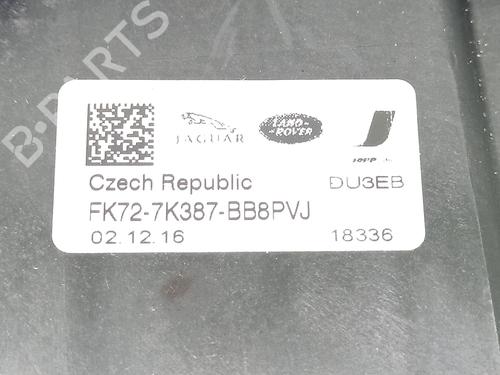 B-PARTS
JAGUAR
LAND-
ROVER
Czech Republic
DU3EB
FK72-7K387-BB8PVJ
02.12.16
18336